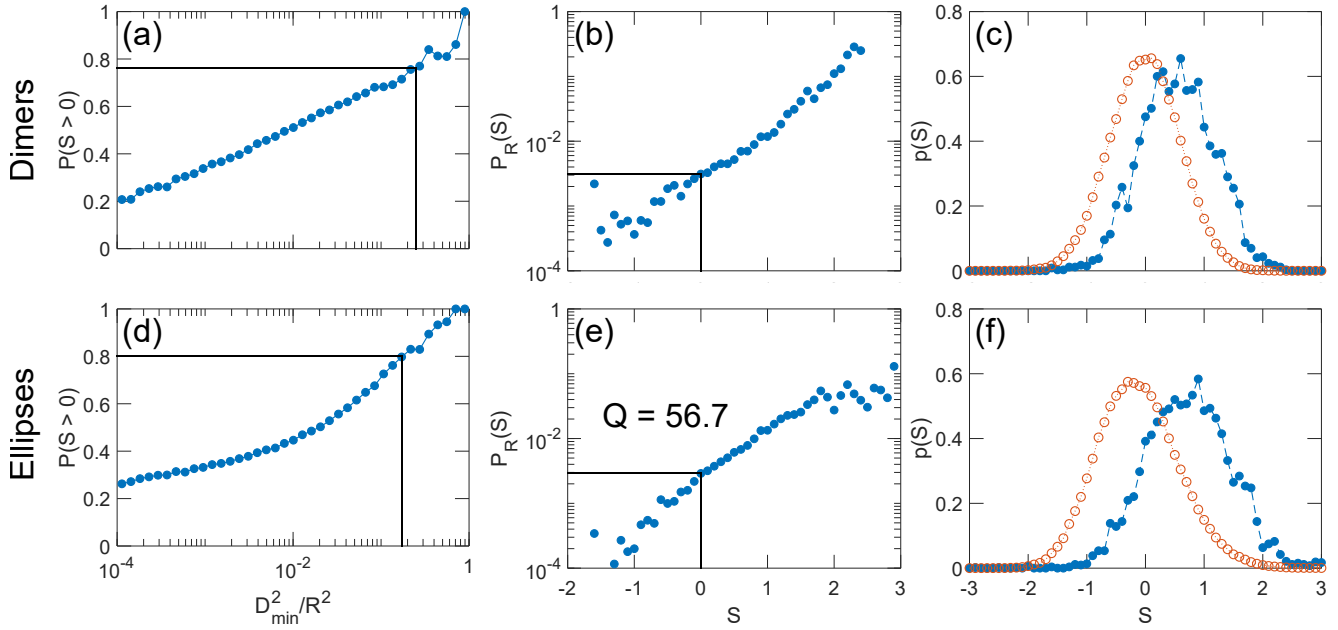 Dimers
(a)
P(S > 0)
1
0.8
0.6
0.4
0.2
0
(b)
P_R(S)
1
10^-2
10^-4
(c)
p(S)
0.8
0.6
0.4
0.2
0
Ellipses
(d)
P(S > 0)
1
0.8
0.6
0.4
0.2
0
10^-4 10^-2 1
D^2_min/R^2
(e)
Q = 56.7
P_R(S)
1
10^-2
10^-4
-2 -1 0 1 2 3
S
(f)
p(S)
0.8
0.6
0.4
0.2
0
-3 -2 -1 0 1 2 3
S